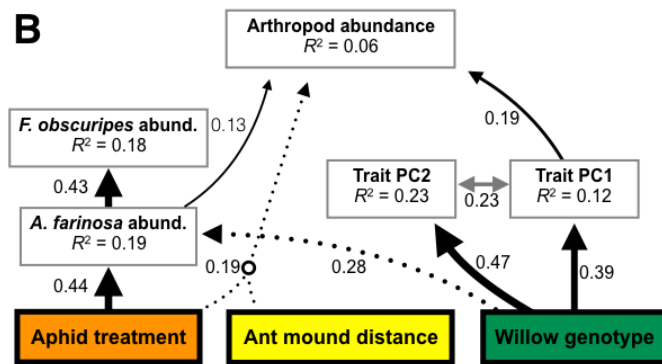 B
Arthropod abundance
R² = 0.06
0.13
0.19
F. obscuripes abund.
R² = 0.18
Trait PC2
R² = 0.23
Trait PC1
R² = 0.12
0.23
0.43
A. farinosa abund.
R² = 0.19
0.44
0.19
0.28
0.47
0.39
Aphid treatment
Ant mound distance
Willow genotype